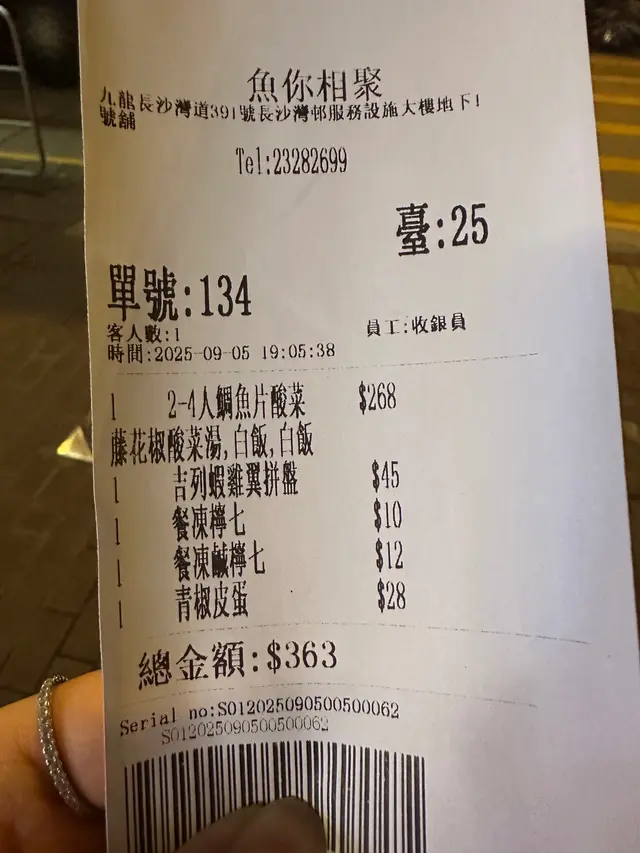 魚你相聚
九龍長沙灣道391號長沙灣邨服務設施大樓地下1
號舖
Tel:23282699
臺:25
單號:134
客人數:1 員工:收銀員
時間:2025-09-05 19:05:38
1 2-4人鯛魚片酸菜 $268
藤花椒酸菜湯,白飯,白飯
1 吉列蝦雞翼拼盤 $45
1 餐凍檸七 $10
1 餐凍鹹檸七 $12
1 青椒皮蛋 $28
總金額:$363
Serial no:S012025090500500062
S012025090500500062